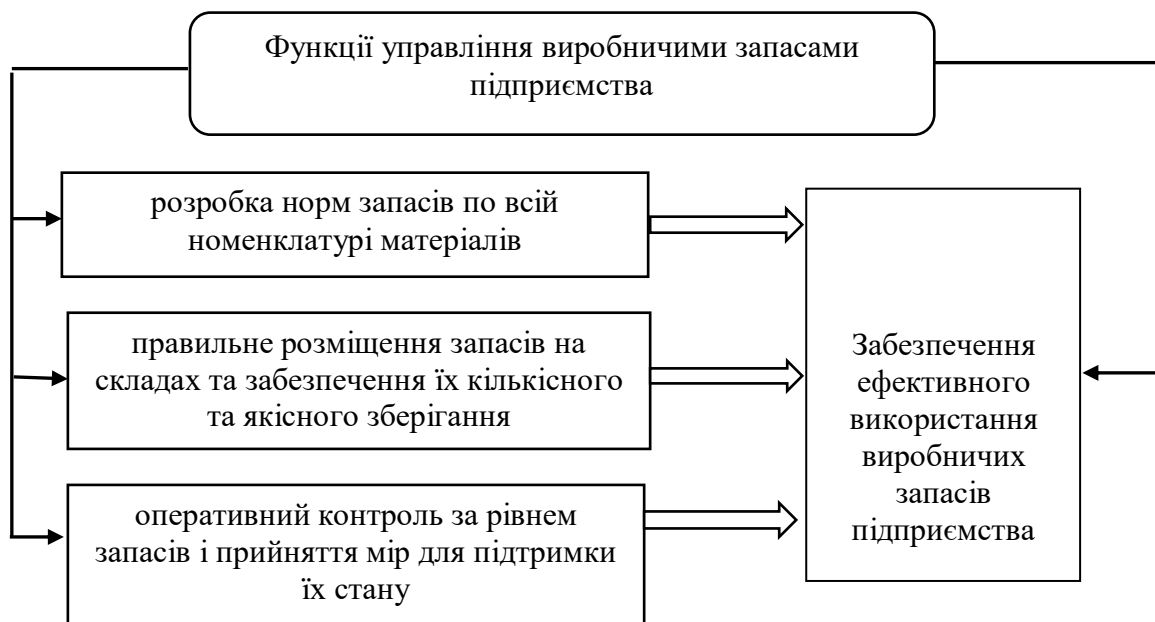 Функції управління виробничими запасами
підприємства
розробка норм запасів по всій
номенклатурі матеріалів
правильне розміщення запасів на
складах та забезпечення їх кількісного
та якісного зберігання
оперативний контроль за рівнем
запасів і прийняття мір для підтримки
їх стану
Забезпечення
ефективного
використання
виробничих
запасів
підприємства